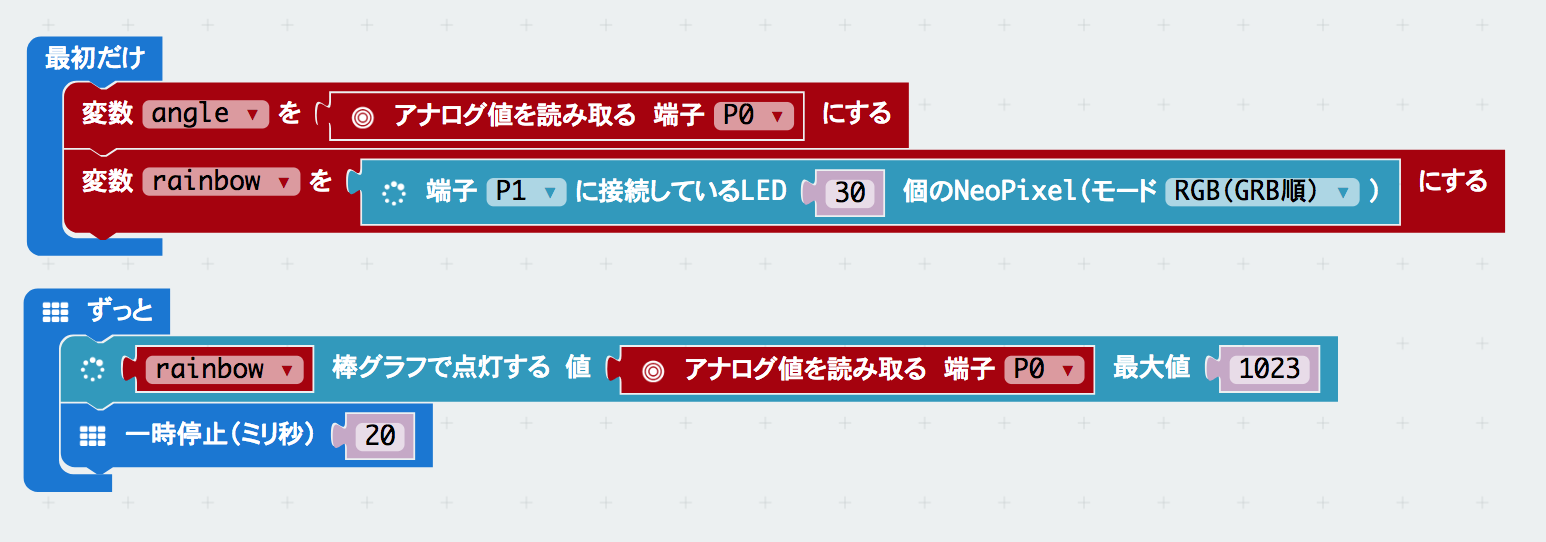 最初だけ
変数 angle ▼ を アナログ値を読み取る 端子 P0 ▼ にする
変数 rainbow ▼ を 端子 P1 ▼ に接続しているLED 30 個のNeoPixel(モード RGB(GRB順) ▼ ) にする
ずっと
rainbow ▼ 棒グラフで点灯する 値 アナログ値を読み取る 端子 P0 ▼ 最大値 1023
一時停止(ミリ秒) 20